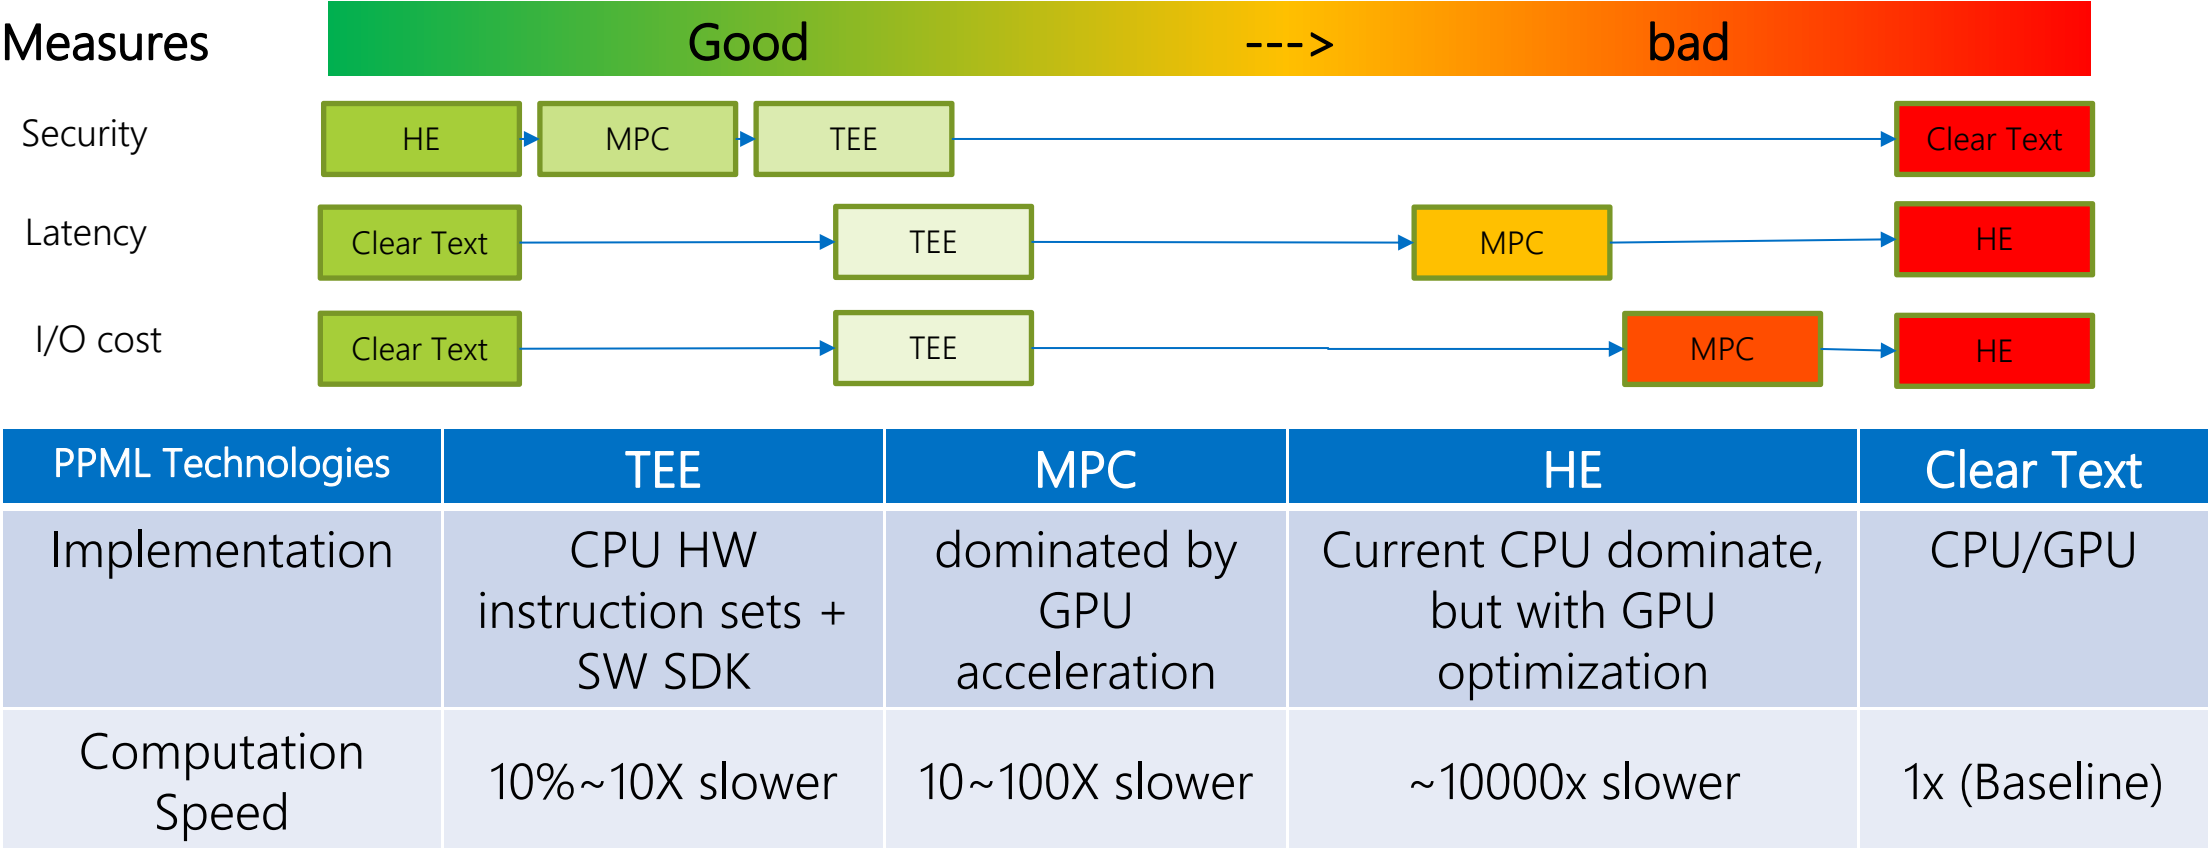 Measures
Good ---> bad
Security
HE MPC TEE Clear Text
Latency
Clear Text TEE MPC HE
I/O cost
Clear Text TEE MPC HE
PPML Technologies TEE MPC HE Clear Text
Implementation
CPU HW
instruction sets +
SW SDK
dominated by
GPU
acceleration
Current CPU dominate,
but with GPU
optimization
CPU/GPU
Computation
Speed
10%~10X slower
10~100X slower
~10000x slower
1x (Baseline)